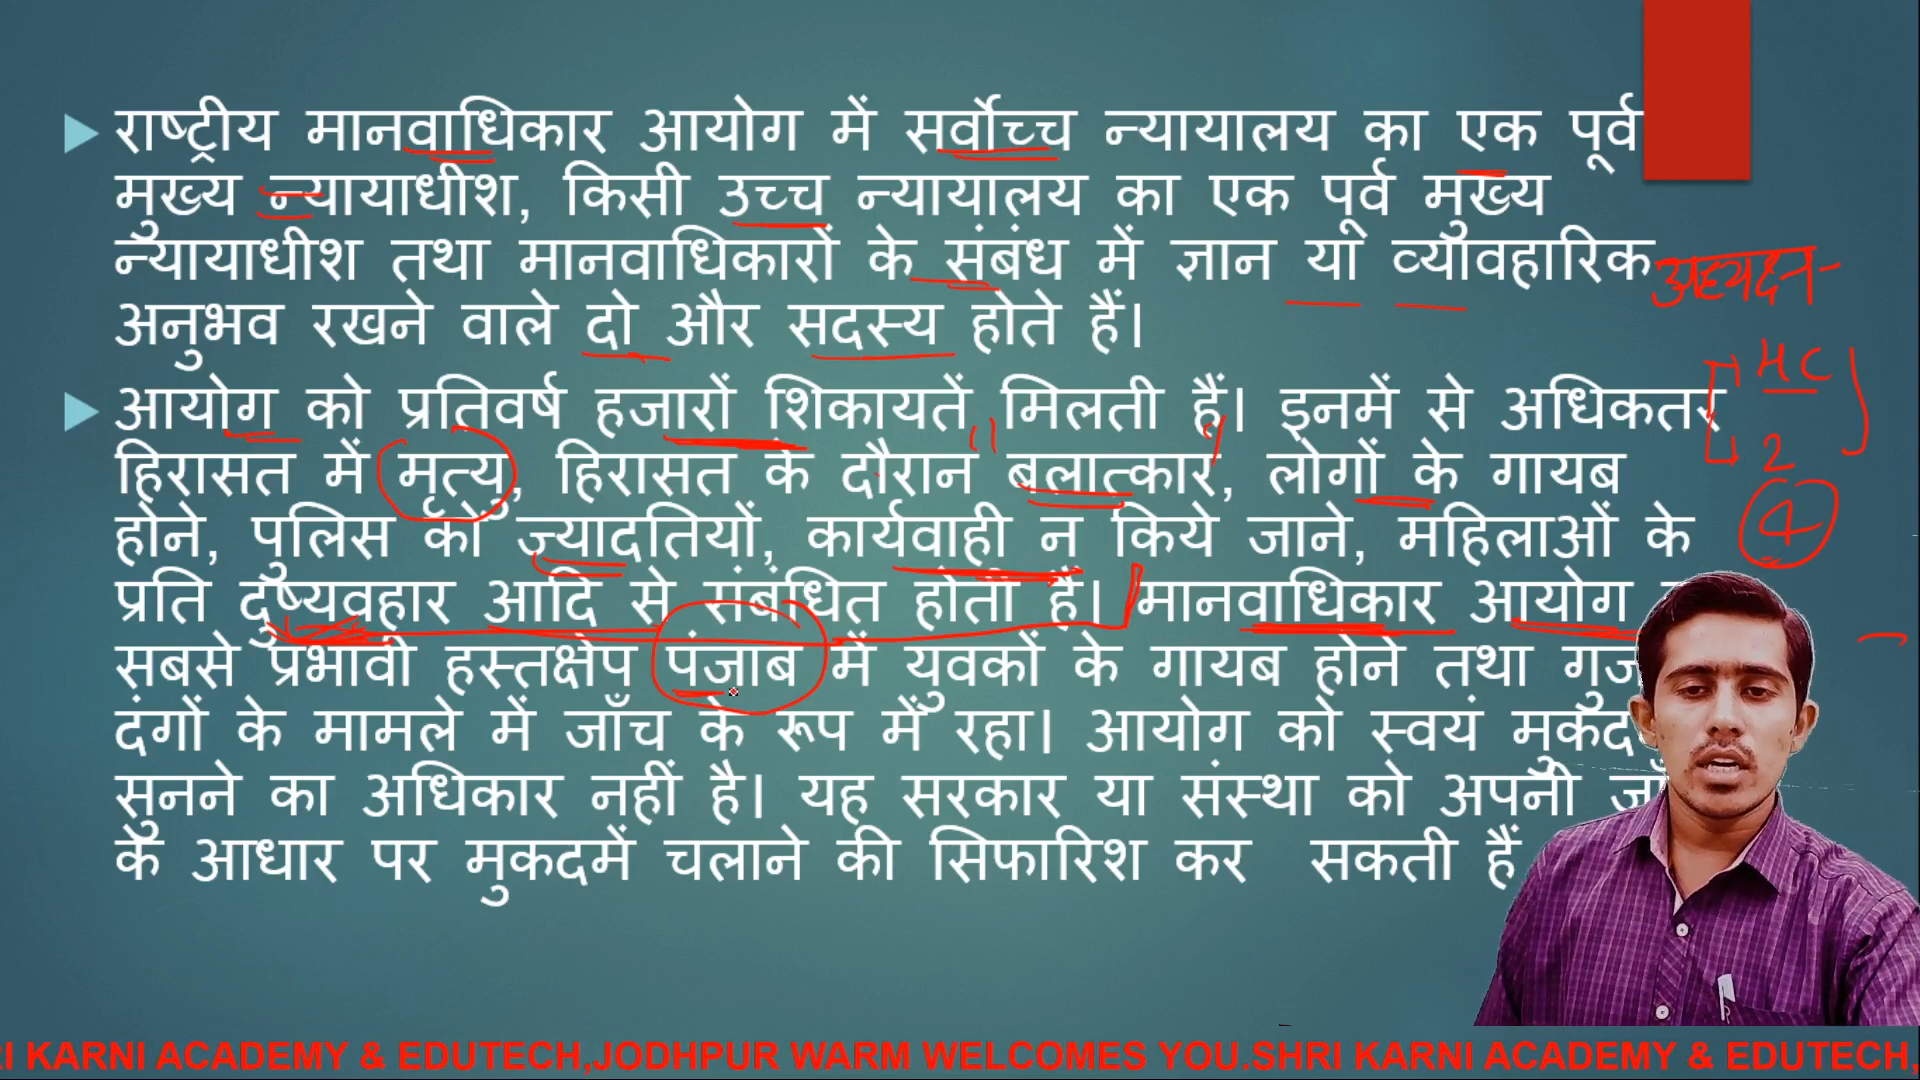 राष्ट्रीय मानवाधिकार आयोग में सर्वोच्च न्यायालय का एक पूर्व
मुख्य न्यायाधीश, किसी उच्च न्यायालय का एक पूर्व मुख्य
न्यायाधीश तथा मानवाधिकारों के संबंध में ज्ञान या व्यावहारिक
अनुभव रखने वाले दो और सदस्य होते हैं।
अध्यक्ष-
HC
2
4
आयोग को प्रतिवर्ष हजारों शिकायतें मिलती हैं। इनमें से अधिकतर
हिरासत में मृत्यु, हिरासत के दौरान बलात्कार, लोगों के गायब
होने, पुलिस की ज्यादतियों, कार्यवाही न किये जाने, महिलाओं के
प्रति दुष्यवहार आदि से संबंधित होती है। मानवाधिकार आयोग
सबसे प्रभावी हस्तक्षेप पंजाब में युवकों के गायब होने तथा
दंगों के मामले में जाँच के रूप में रहा। आयोग को स्वयं
सुनने का अधिकार नहीं है। यह सरकार या संस्था को अपनी
के आधार पर मुकदमें चलाने की सिफारिश कर सकती हैं
RI KARNI ACADEMY & EDUTECH,JODHPUR WARM WELCOMES YOU.SHRI KARNI ACADEMY & EDUTECH,